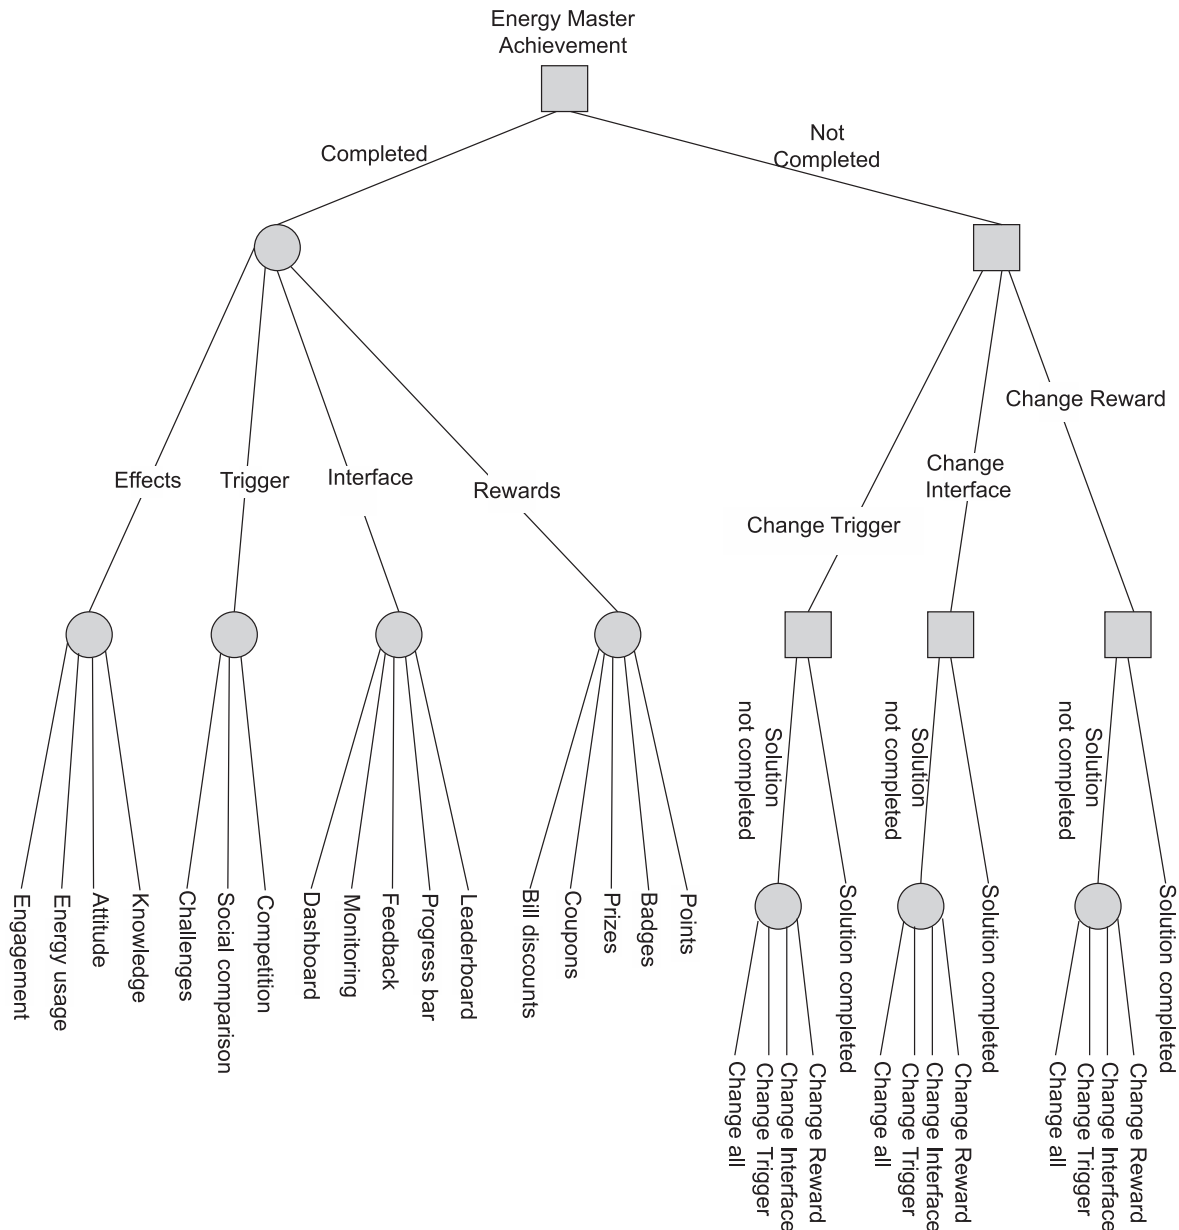 Energy Master
Achievement
Completed
Not
Completed
Effects
Trigger
Interface
Rewards
Change Trigger
Change
Interface
Change Reward
Engagement
Energy usage
Attitude
Knowledge
Challenges
Social comparison
Competition
Dashboard
Monitoring
Feedback
Progress bar
Leaderboard
Bill discounts
Coupons
Prizes
Badges
Points
Solution
not completed
Solution completed
Change all
Change Trigger
Change Interface
Change Reward
Solution
not completed
Solution completed
Change all
Change Trigger
Change Interface
Change Reward
Solution
not completed
Solution completed
Change all
Change Trigger
Change Interface
Change Reward